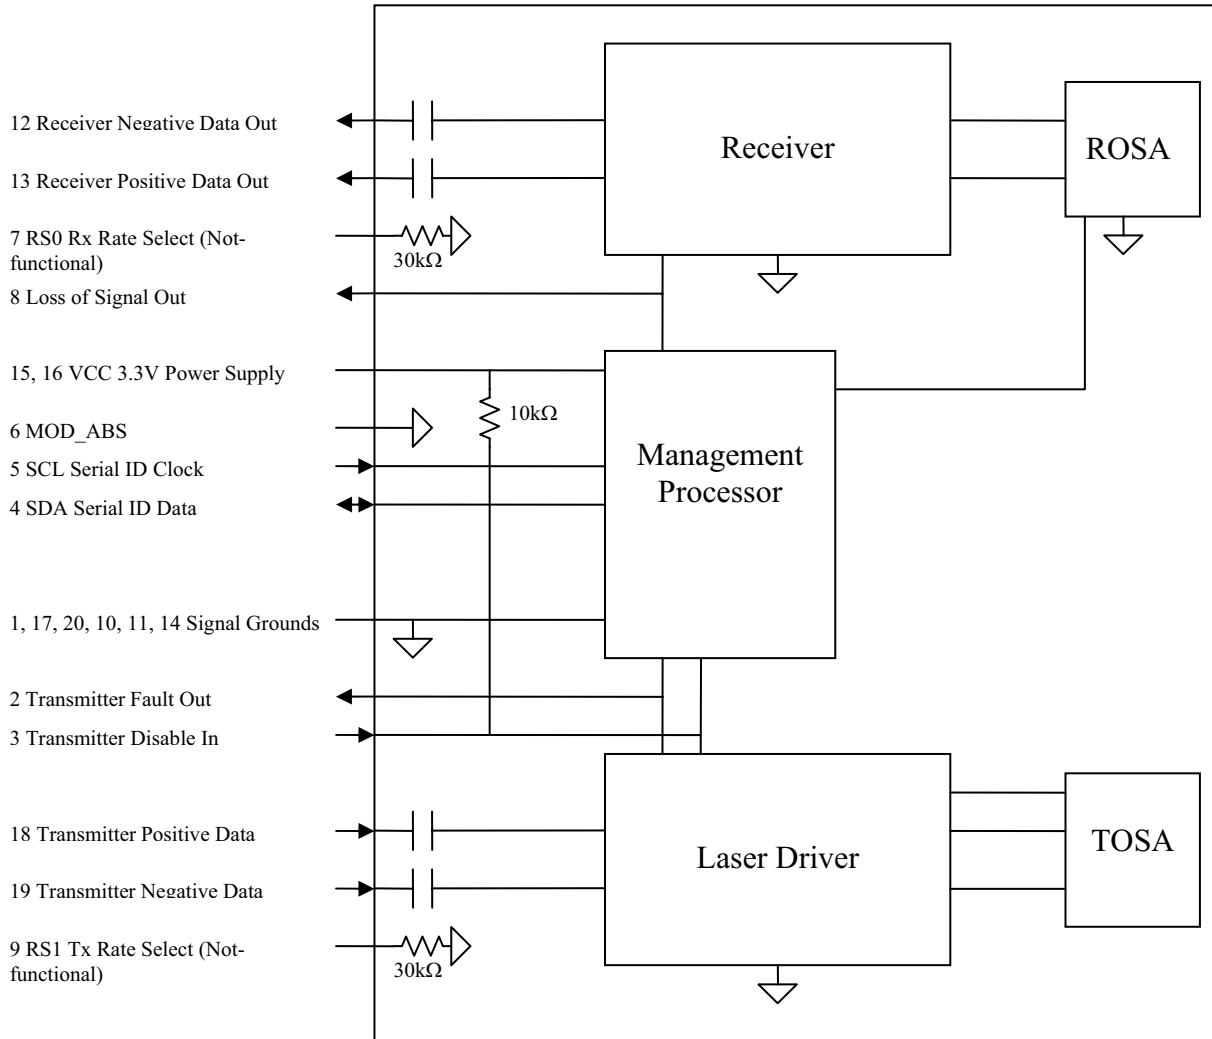 12 Receiver Negative Data Out
Receiver
ROSA
13 Receiver Positive Data Out
7 RS0 Rx Rate Select (Not-
functional)
30kΩ
8 Loss of Signal Out
15, 16 VCC 3.3V Power Supply
10kΩ
6 MOD_ABS
Management
Processor
5 SCL Serial ID Clock
4 SDA Serial ID Data
1, 17, 20, 10, 11, 14 Signal Grounds
2 Transmitter Fault Out
3 Transmitter Disable In
18 Transmitter Positive Data
Laser Driver
TOSA
19 Transmitter Negative Data
9 RS1 Tx Rate Select (Not-
functional)
30kΩ